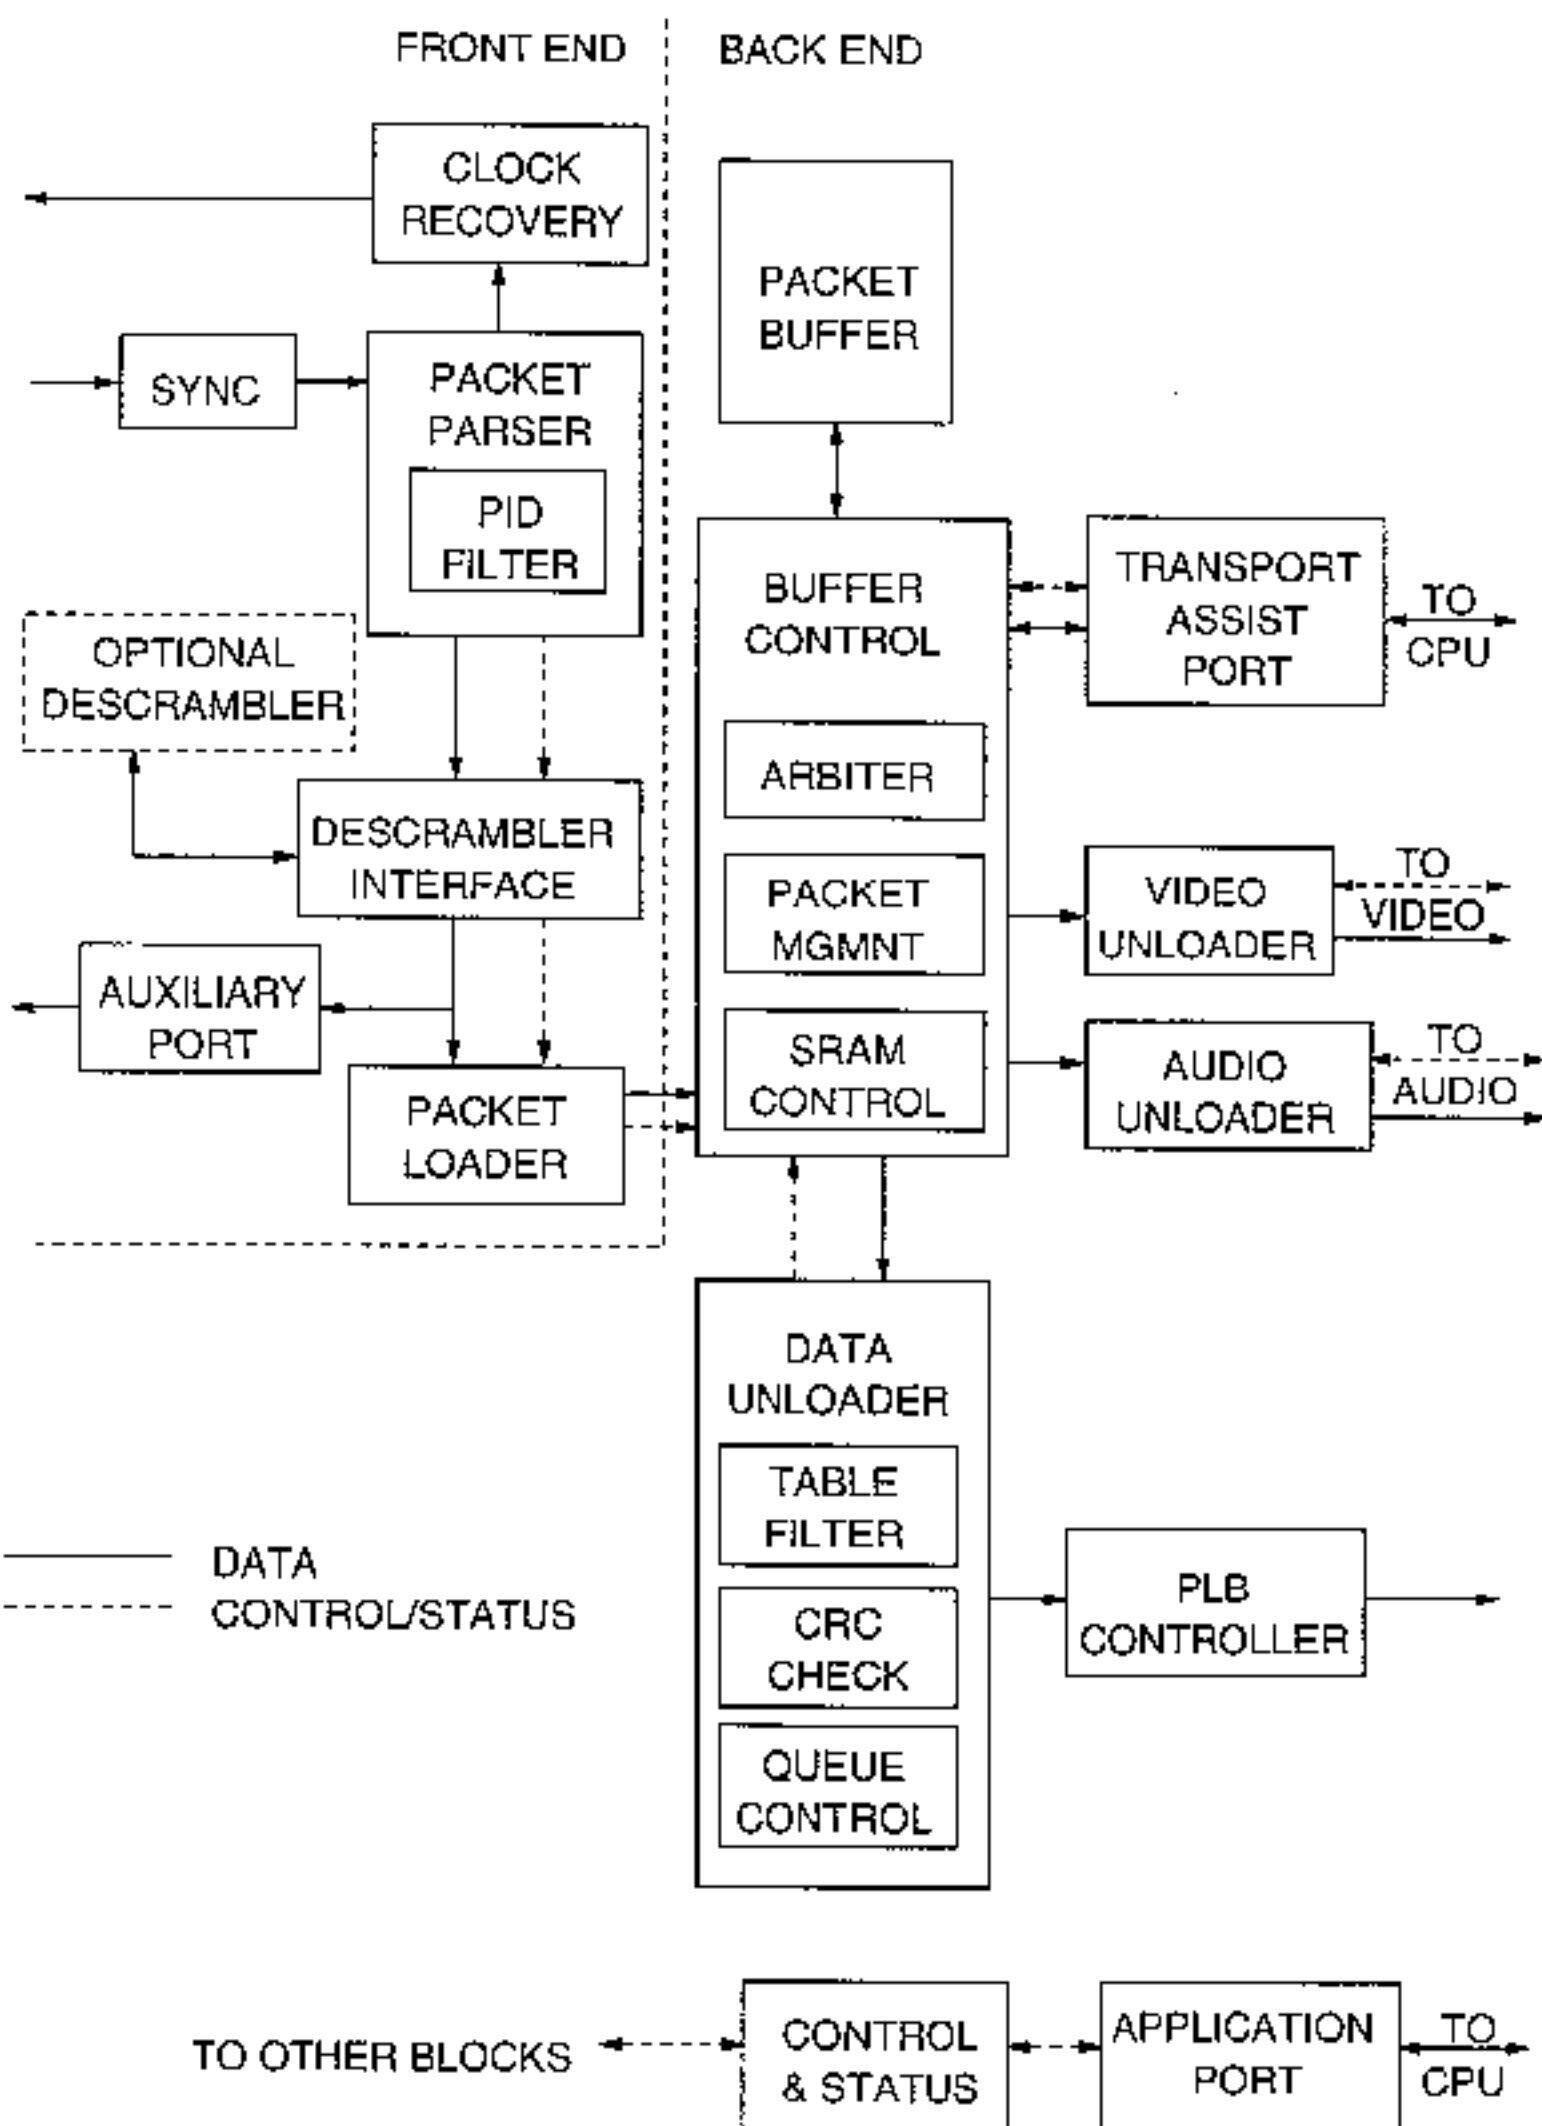 FRONT END
BACK END
CLOCK
RECOVERY
PACKET
BUFFER
SYNC
PACKET
PARSER
PID
FILTER
OPTIONAL
DESCRAMBLER
DESCRAMBLER
INTERFACE
AUXILIARY
PORT
PACKET
LOADER
BUFFER
CONTROL
ARBITER
PACKET
MGMNT
SRAM
CONTROL
TRANSPORT
ASSIST
PORT
TO
CPU
VIDEO
UNLOADER
TO
VIDEO
AUDIO
UNLOADER
TO
AUDIO
DATA
UNLOADER
TABLE
FILTER
CRC
CHECK
QUEUE
CONTROL
PLB
CONTROLLER
DATA
CONTROL/STATUS
TO OTHER BLOCKS
CONTROL
& STATUS
APPLICATION
PORT
TO
CPU